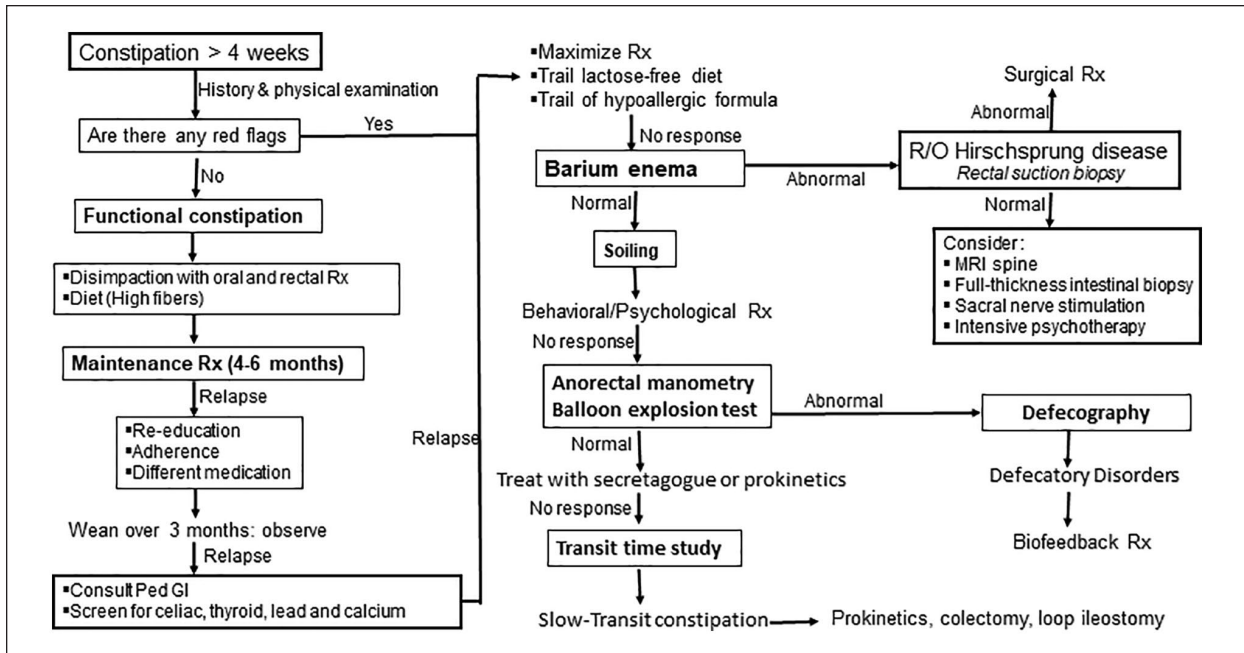 Constipation > 4 weeks
History & physical examination
Are there any red flags
Yes
No
Functional constipation
▪Disimpaction with oral and rectal Rx
▪Diet (High fibers)
Maintenance Rx (4-6 months)
Relapse
▪Re-education
▪Adherence
▪Different medication
Wean over 3 months: observe
Relapse
▪Consult Ped GI
▪Screen for celiac, thyroid, lead and calcium
Relapse
▪Maximize Rx
▪Trail lactose-free diet
▪Trail of hypoallergic formula
No response
Barium enema
Abnormal
Normal
Soiling
Behavioral/Psychological Rx
No response
Anorectal manometry
Balloon explosion test
Abnormal
Normal
Treat with secretagogue or prokinetics
No response
Transit time study
Slow-Transit constipation
Prokinetics, colectomy, loop ileostomy
Surgical Rx
Abnormal
R/O Hirschsprung disease
Rectal suction biopsy
Normal
Consider:
▪ MRI spine
▪ Full-thickness intestinal biopsy
▪ Sacral nerve stimulation
▪ Intensive psychotherapy
Defecography
Defecatory Disorders
Biofeedback Rx